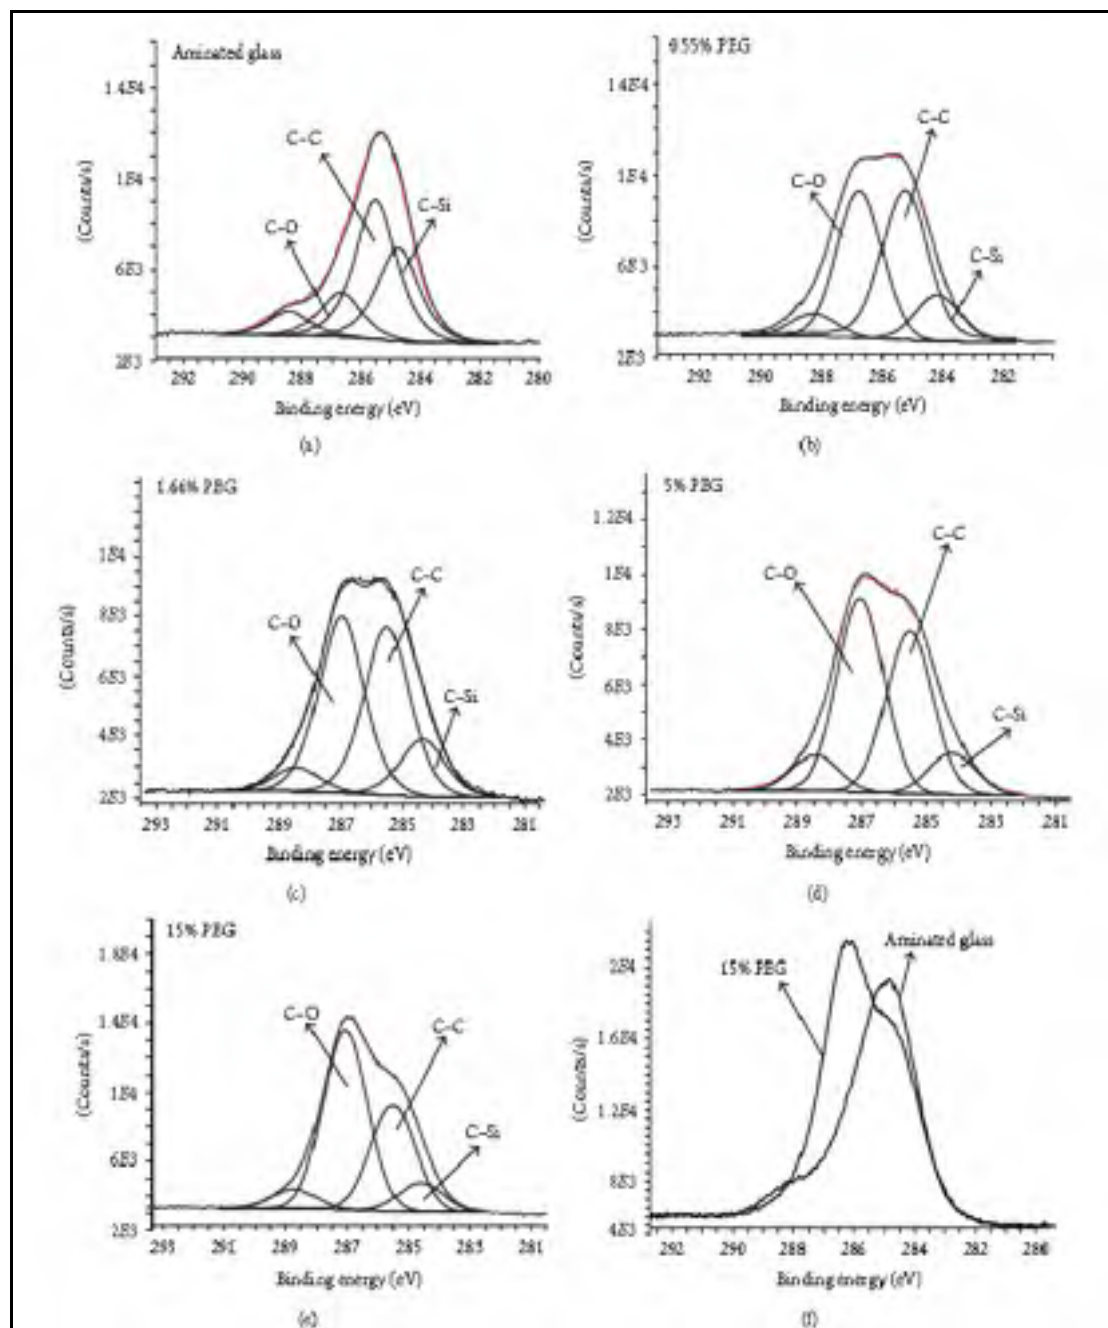 Aminated glass
1.4E4
1E4
6E3
2E3
(Counts/s)
C–C
C–Si
C–O
292 290 288 286 284 282 280
Binding energy (eV)
(a)
0.55% PEG
1.4E4
1E4
6E3
2E3
(Counts/s)
C–C
C–O
C–Si
292 290 288 286 284 282
Binding energy (eV)
(b)
1.66% PEG
1E4
8E3
6E3
4E3
2E3
(Counts/s)
C–C
C–O
C–Si
293 291 289 287 285 283 281
Binding energy (eV)
(c)
5% PEG
1.2E4
1E4
8E3
6E3
4E3
2E3
(Counts/s)
C–C
C–O
C–Si
293 291 289 287 285 283 281
Binding energy (eV)
(d)
15% PEG
1.8E4
1.4E4
1E4
6E3
2E3
(Counts/s)
C–O
C–C
C–Si
293 291 289 287 285 283 281
Binding energy (eV)
(e)
Aminated glass
15% PEG
2E4
1.6E4
1.2E4
8E3
4E3
(Counts/s)
292 290 288 286 284 282 286
Binding energy (eV)
(f)